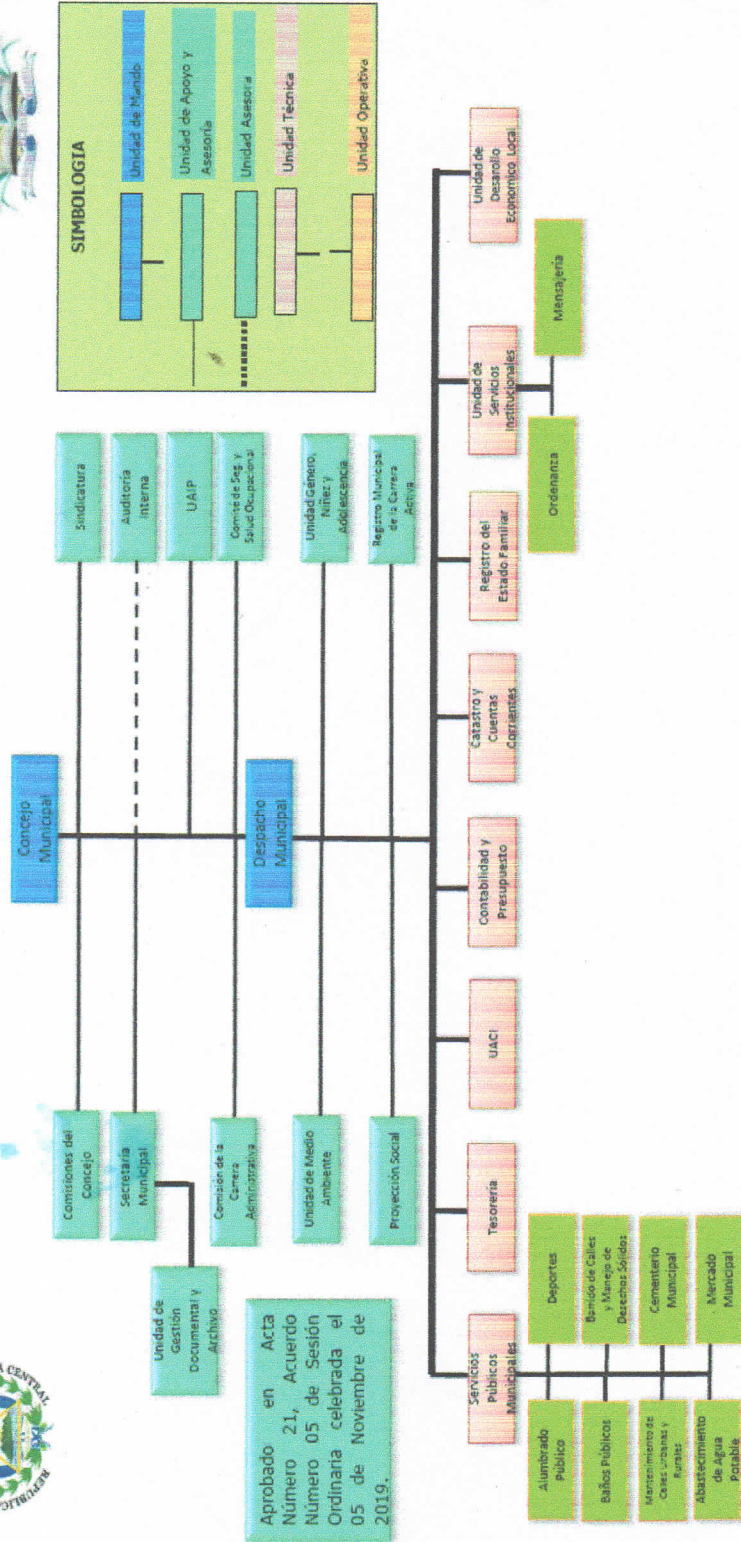 A CENTRAL
REPUBLIC
Concejo
Municipal
Comisiones del
Concejo
Sindicatura
Secretaria
Municipal
Auditoría
Interna
Unidad de
Gestión
Documental y
Archivo
UAIP
Comisión de la
Carrera
Administrativa
Comité de Seg. y
Salud Ocupacional
Despacho
Municipal
Unidad de Medio
Ambiente
Unidad Género,
Niñez y
Adolescencia
Proyección Social
Registro Municipal
de la Carrera
Activa
SIMBOLOGIA
Unidad de Mando
Unidad de Apoyo y
Asesoría
Unidad Asesora
Unidad Técnica
Unidad Operativa
Aprobado en Acta
Número 21, Acuerdo
Número 05 de Sesión
Ordinaria celebrada el
05 de Noviembre de
2019.
Servicios
Públicos
Municipales
Tesorería
UACI
Contabilidad y
Presupuesto
Catastro y
Cuentas
Corrientes
Registro del
Estado Familiar
Unidad de
Servicios
Institucionales
Unidad de
Desarollo
Economico Local
Alumbrado
Público
Deportes
Baños Públicos
Barrido de Calles
y Manejo de
Desechos Sólidos
Mantenimiento de
Calles Urbanas y
Rurales
Cementerio
Municipal
Abastecimiento
de Agua
Potable
Mercado
Municipal
Ordenanza
Mensajería